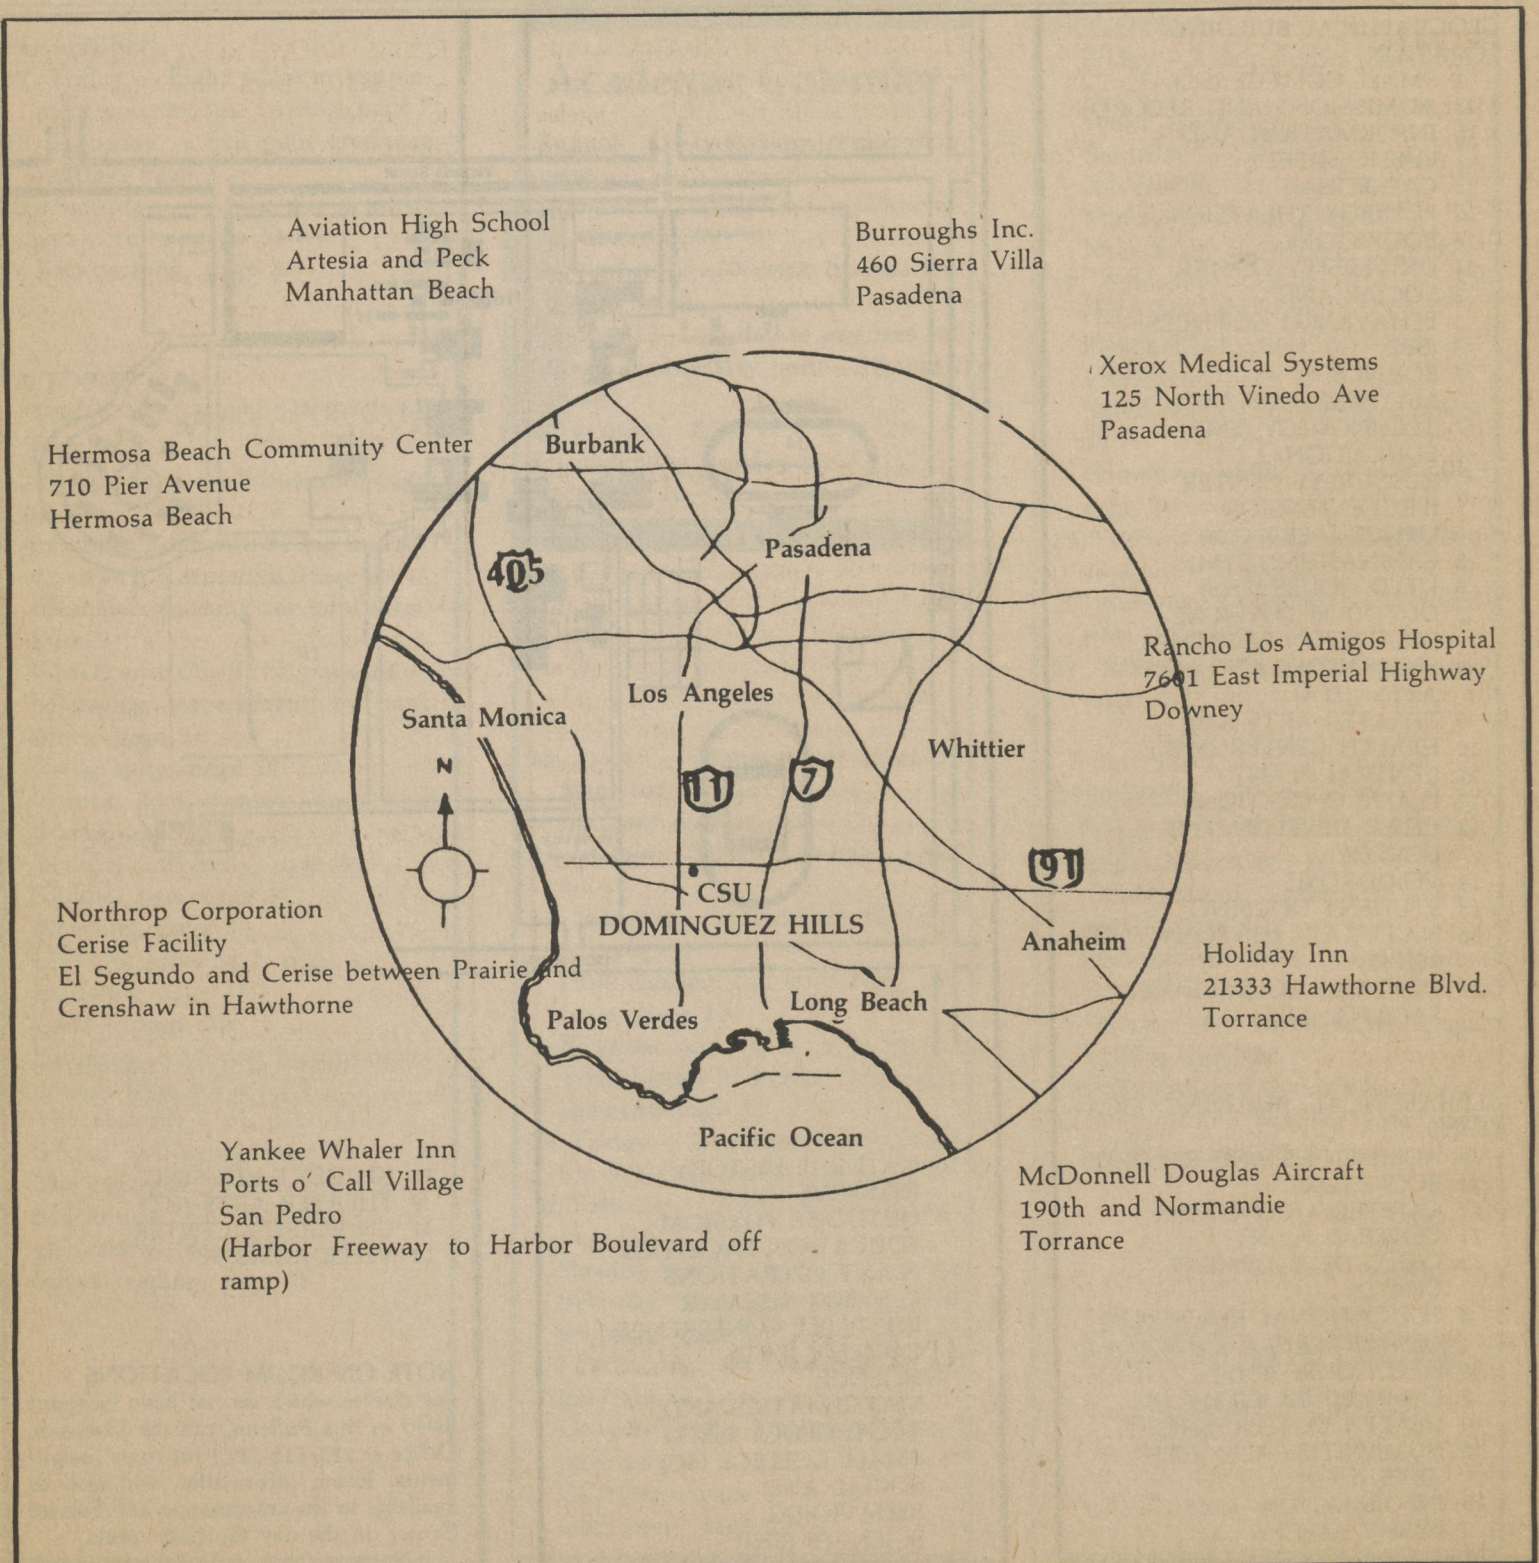 Aviation High School
Artesia and Peck
Manhattan Beach
Burroughs Inc.
460 Sierra Villa
Pasadena
Xerox Medical Systems
125 North Vinedo Ave
Pasadena
Hermosa Beach Community Center
710 Pier Avenue
Hermosa Beach
Burbank
Pasadena
405
Rancho Los Amigos Hospital
7601 East Imperial Highway
Downey
Los Angeles
Santa Monica
Whittier
N
11
7
91
CSU
DOMINGUEZ HILLS
Anaheim
Long Beach
Palos Verdes
Pacific Ocean
Northrop Corporation
Cerise Facility
El Segundo and Cerise between Prairie and
Crenshaw in Hawthorne
Holiday Inn
21333 Hawthorne Blvd.
Torrance
Yankee Whaler Inn
Ports o' Call Village
San Pedro
(Harbor Freeway to Harbor Boulevard off
ramp)
McDonnell Douglas Aircraft
190th and Normandie
Torrance